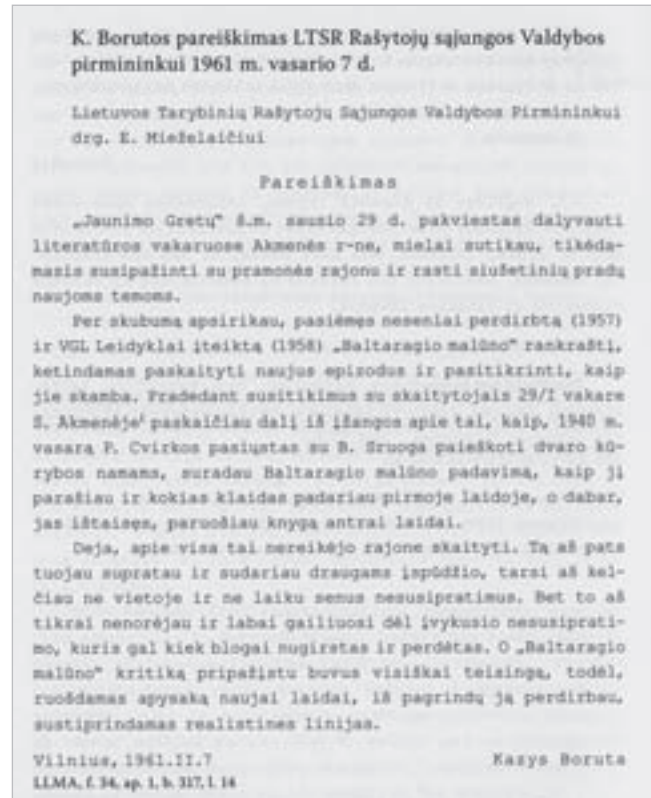 K. Borutos pareiškimas LTSR Rašytojų sąjungos Valdybos
pirmininkui 1961 m. vasario 7 d.
Lietuvos Tarybinių Rašytojų Sąjungos Valdybos Pirmininkui
drg. E. Mieželaičiui
Pareiškimas
„Jaunimo Gretų“ š.m. sausio 29 d. pakviestas dalyvauti
literatūros vakaruose Akmenės r-ne, mielai sutikau, tikėda-
masis susipažinti su pramonės rajonu ir rasti siužetinių pradų
naujoms temoms.
Per skubumą apsirikau, pasiėmęs neseniai perdirbtą (1957)
ir VGL Leidyklai įteiktą (1958) „Baltaragio malūno“ rankraštį,
ketindamas paskaityti naujus epizodus ir pasitikrinti, kaip
jie skamba. Pradedant susitikimus su skaitytojais 29/I vakare
S. Akmenėje paskaičiau dalį iš įžangos apie tai, kaip, 1940 m.
vasarą P. Cvirkos pasiųstas su B. Sruoga paieškoti dvaro kū-
rybos namams, suradau Baltaragio malūno padavimą, kaip jį
parašiau ir kokias klaidas padariau pirmoje laidoje, o dabar,
jas ištaisęs, paruošiau knygą antrai laidai.
Deja, apie visa tai nereikėjo rajone skaityti. Tą aš pats
tuojau supratau ir sudariau draugams įspūdžio, tarsi aš kel-
čiau ne vietoje ir ne laiku senus nesusipratimus. Bet to aš
tikrai nenorėjau ir labai gailiuosi dėl įvykusio nesusiprati-
mo, kuris gal kiek blogai nugirstas ir perdėtas. O „Baltaragio
malūno“ kritiką pripažįstu buvus visiškai teisingą, todėl,
ruošdamas apysaką naujai laidai, iš pagrindų ją perdirbau,
sustiprindamas realistines linijas.
Vilnius, 1961.II.7 Kazys Boruta
LLMA, f. 34, ap. 1, b. 317, l. 14